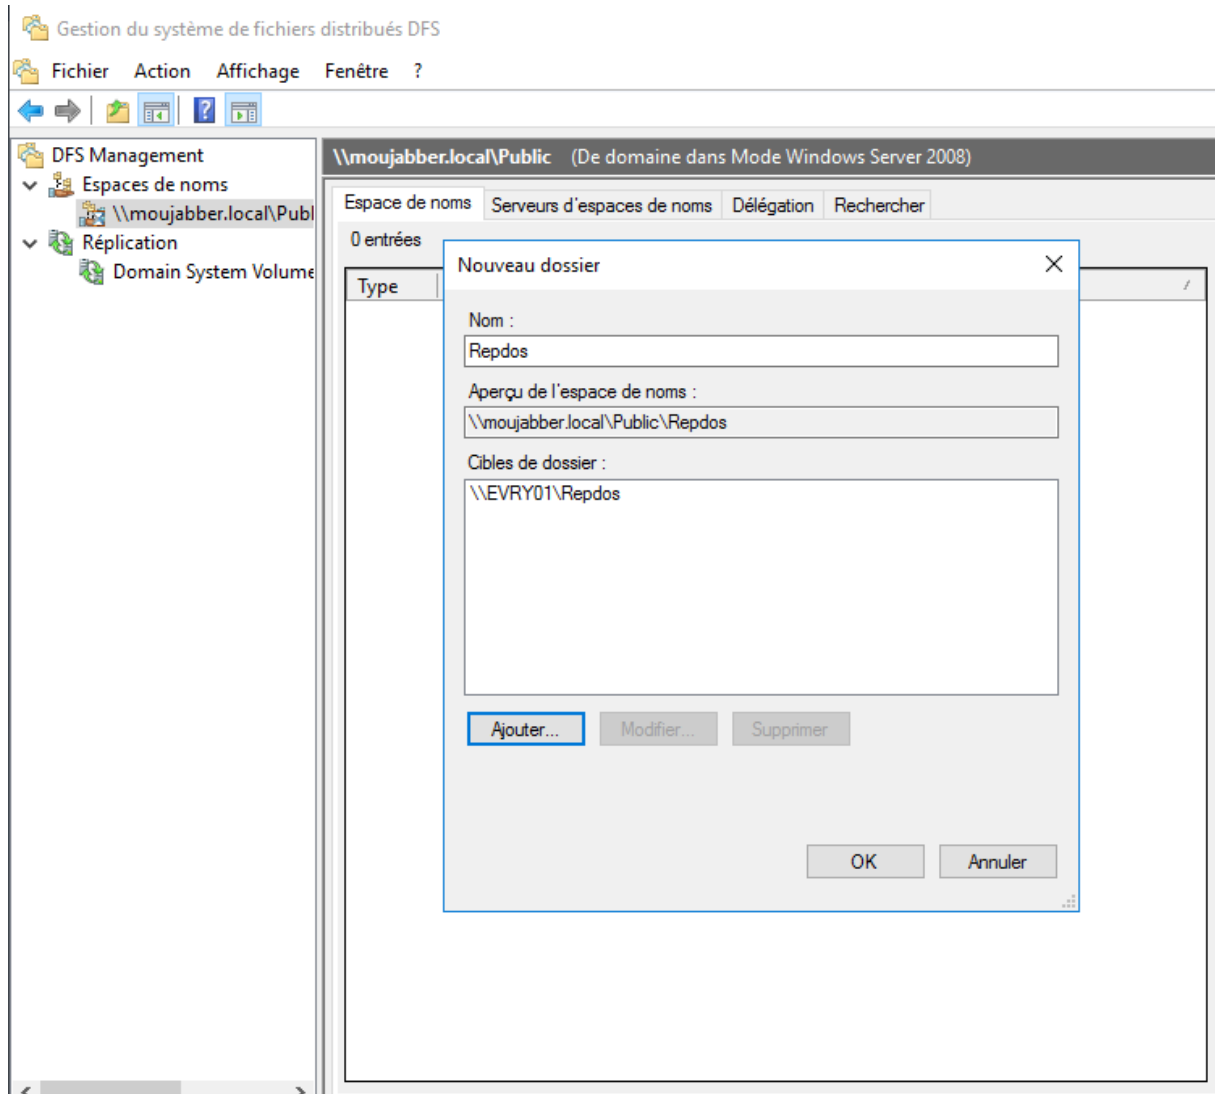 Gestion du système de fichiers distribués DFS
Fichier Action Affichage Fenêtre ?
DFS Management
Espaces de noms
\\moujabber.local\Publ
Réplication
Domain System Volume
\\moujabber.local\Public (De domaine dans Mode Windows Server 2008)
Espace de noms Serveurs d'espaces de noms Délégation Rechercher
0 entrées
Type
Nouveau dossier
Nom :
Repdos
Aperçu de l'espace de noms :
\\moujabber.local\Public\Repdos
Cibles de dossier :
\\EVRY01\Repdos
Ajouter... Modifier... Supprimer
OK Annuler